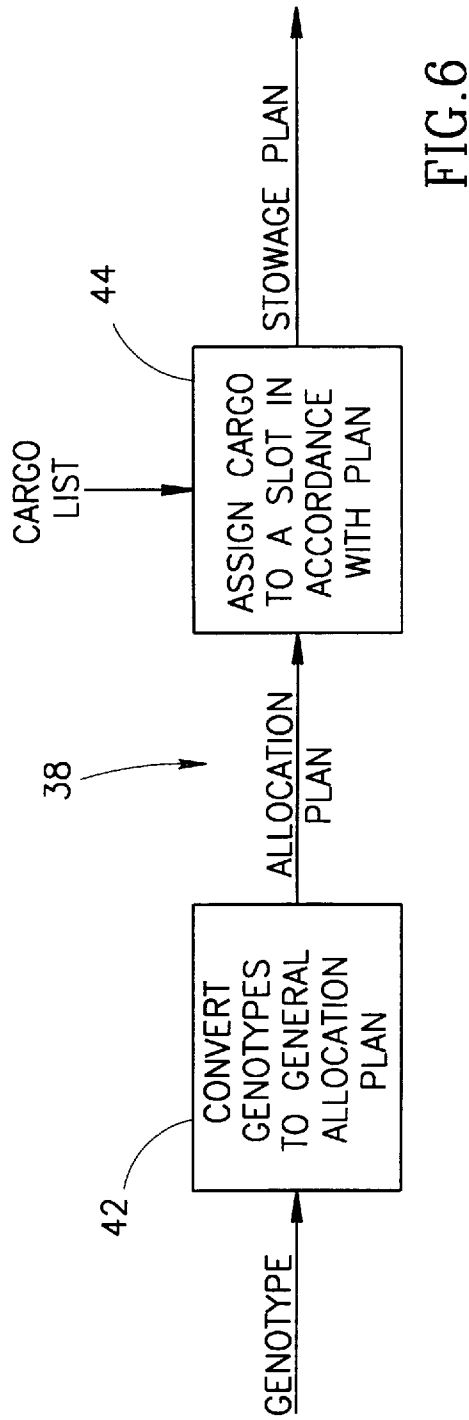 GENOTYPE
42
CONVERT
GENOTYPES
TO GENERAL
ALLOCATION
PLAN
38
ALLOCATION
PLAN
CARGO
LIST
44
ASSIGN CARGO
TO A SLOT IN
ACCORDANCE
WITH PLAN
STOWAGE PLAN
FIG.6